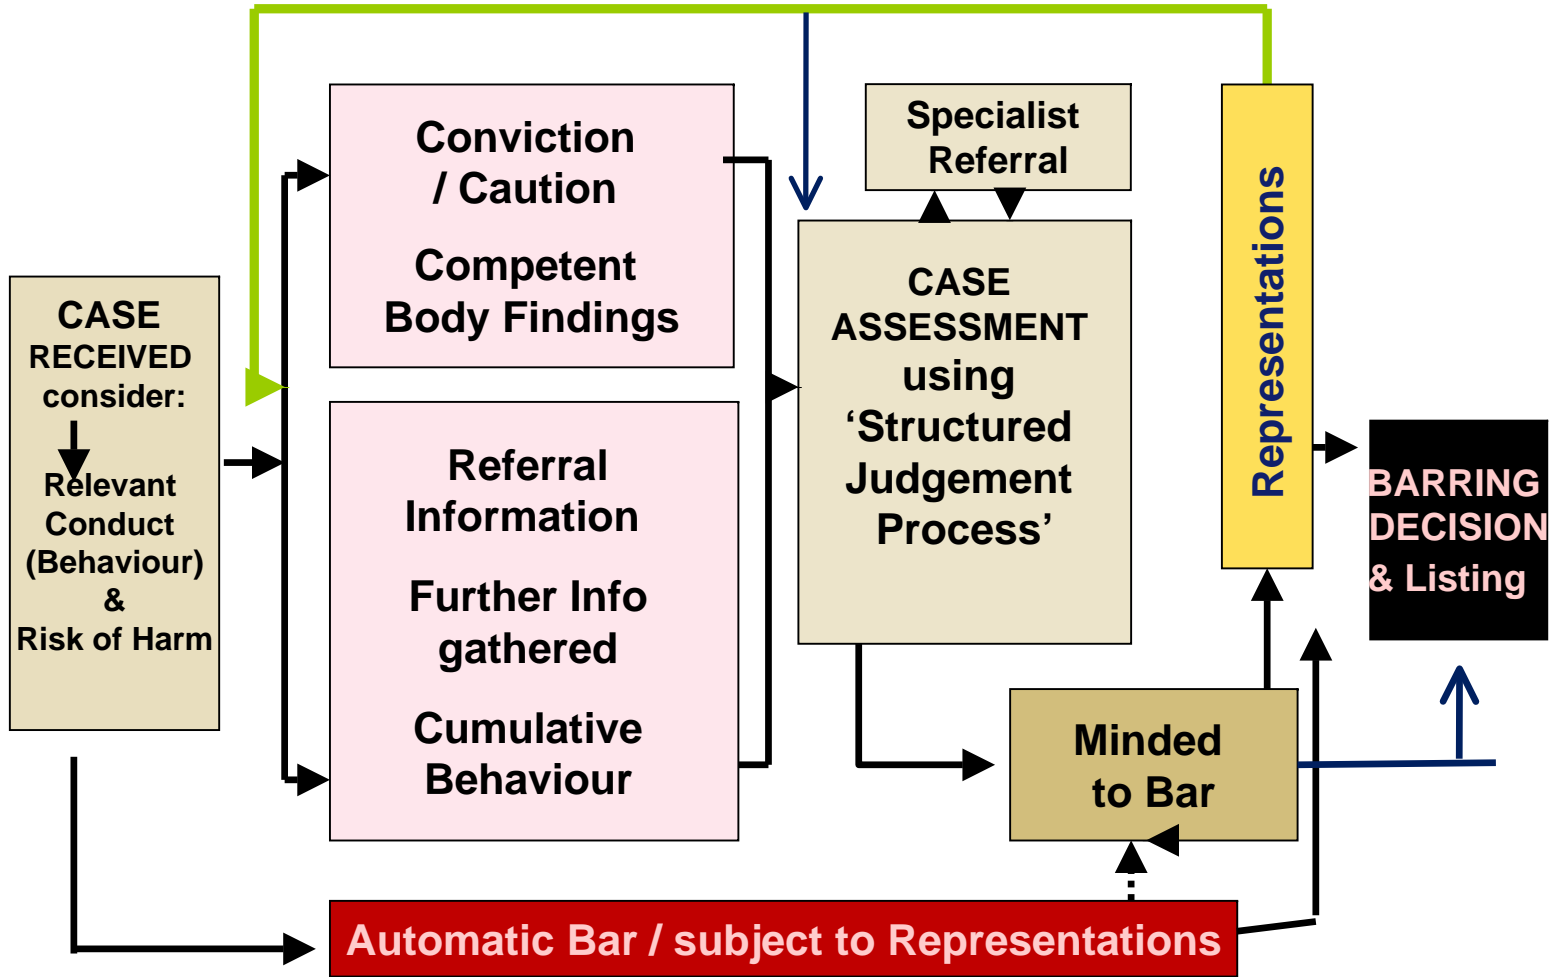 CASE
RECEIVED
consider:
Relevant
Conduct
(Behaviour)
&
Risk of Harm
Conviction
/ Caution
Competent
Body Findings
Referral
Information
Further Info
gathered
Cumulative
Behaviour
Specialist
Referral
CASE
ASSESSMENT
using
‘Structured
Judgement
Process’
Minded
to Bar
Representations
BARRING
DECISION
& Listing
Automatic Bar / subject to Representations